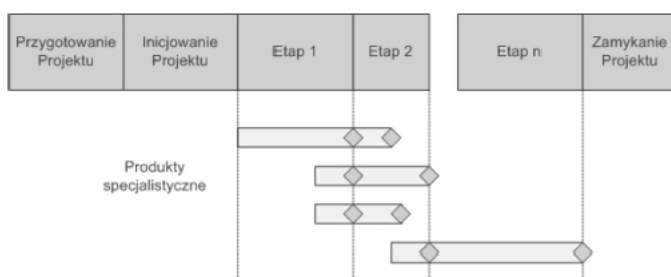 Przygotowanie
Projektu
Inicjowanie
Projektu
Etap 1
Etap 2
Etap n
Zamykanie
Projektu
Produkty
specjalistyczne